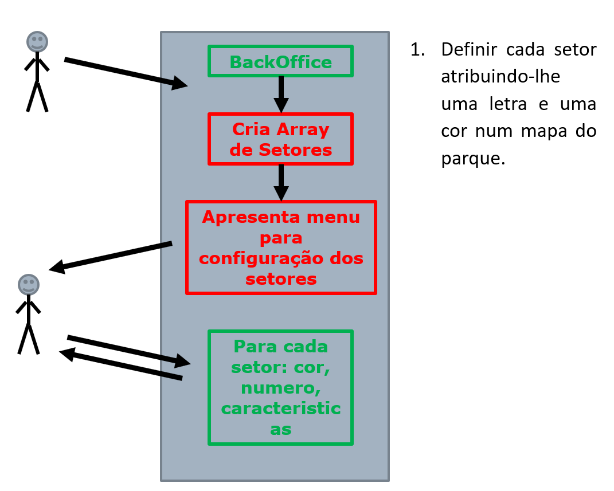 BackOffice
Cria Array
de Setores
Apresenta menu
para
configuração dos
setores
Para cada
setor: cor,
numero,
caracteristic
as
1. Definir cada setor
atribuindo-lhe
uma letra e uma
cor num mapa do
parque.